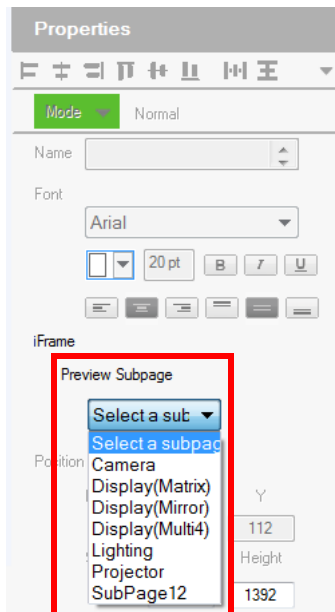 Properties
Mode Normal
Name
Font
Arial
20 pt B I U
iFrame
Preview Subpage
Select a sub
Select a subpag
Position
Camera
Display(Matrix)
Y
Display(Mirror)
Display(Multi4)
112
Lighting
Height
Projector
SubPage12
1392